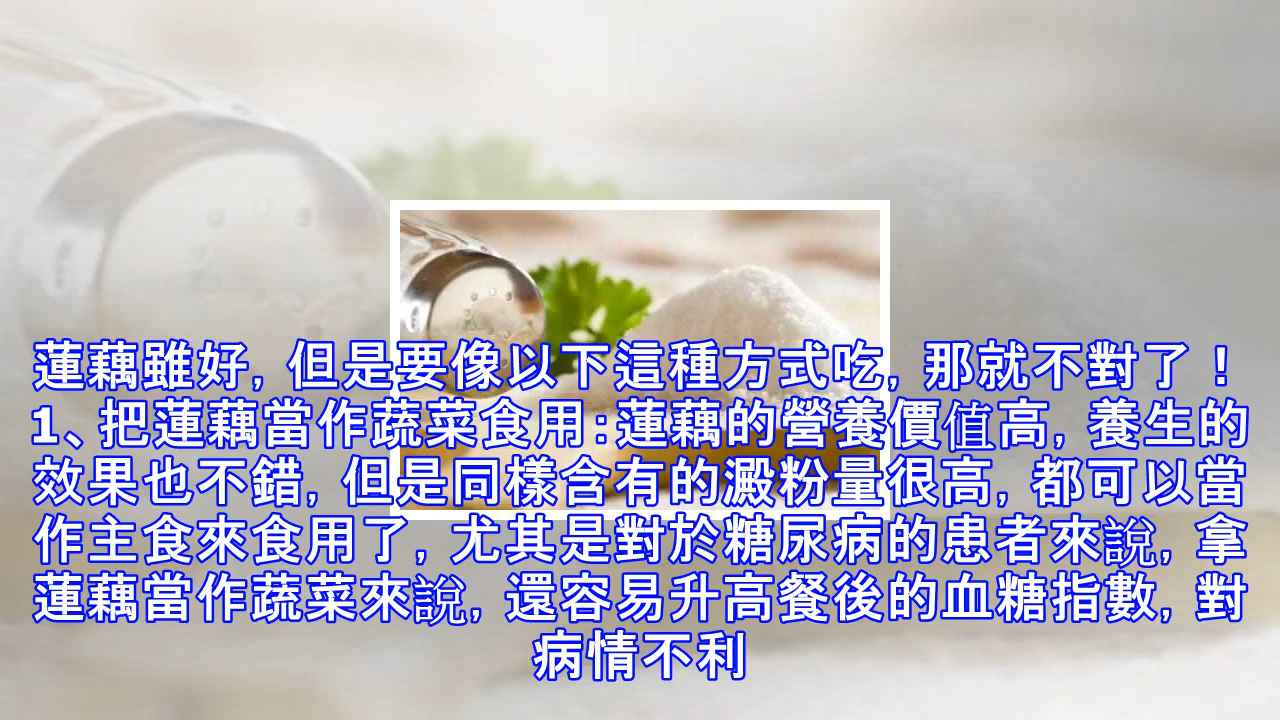 蓮藕雖好, 但是要像以下這種方式吃, 那就不對了!
1、把蓮藕當作蔬菜食用:蓮藕的營養價值高, 養生的
效果也不錯, 但是同樣含有的澱粉量很高, 都可以當
作主食來食用了, 尤其是對於糖尿病的患者來說, 拿
蓮藕當作蔬菜來說, 還容易升高餐後的血糖指數, 對
病情不利